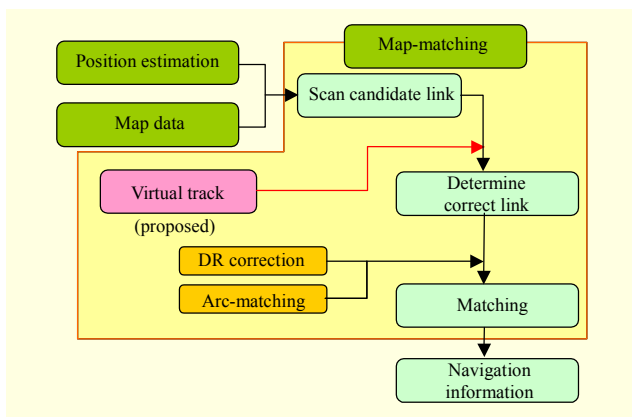 Map-matching
Position estimation
Scan candidate link
Map data
Virtual track
(proposed)
Determine
correct link
DR correction
Arc-matching
Matching
Navigation
information